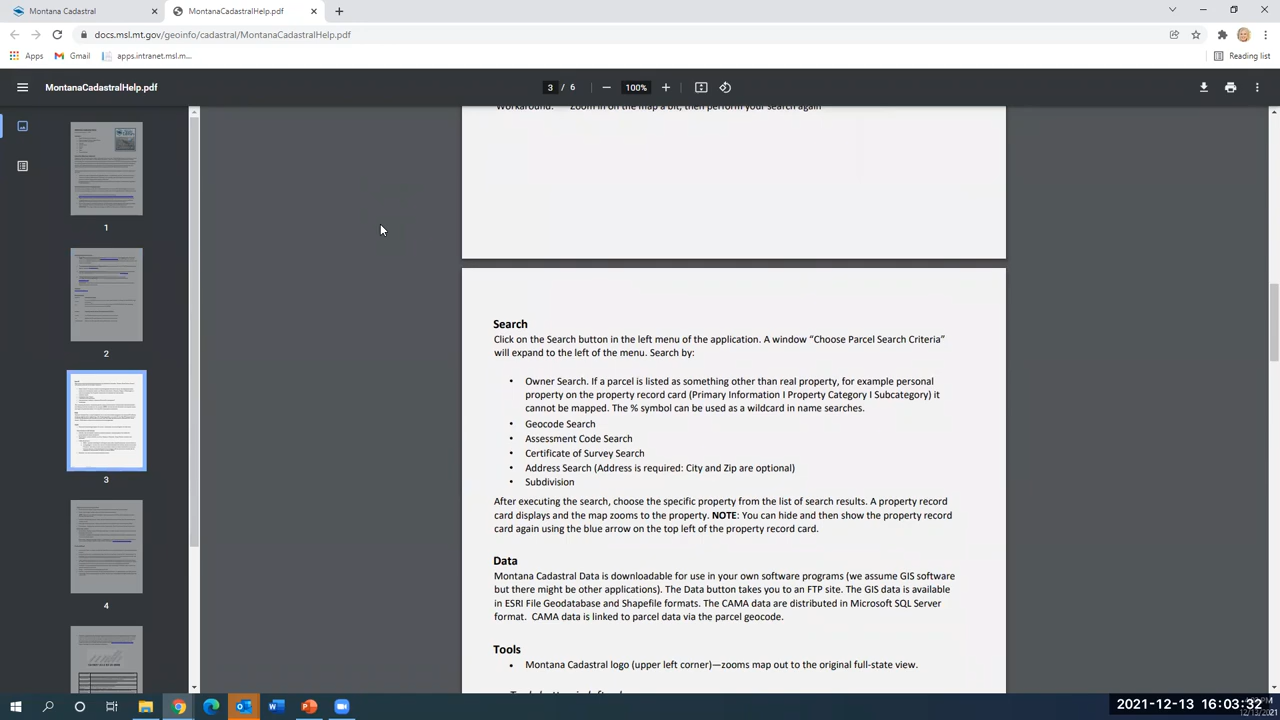 Montana Cadastral
MontanaCadastralHelp.pdf
docs.msl.mt.gov/geoinfo/cadastral/MontanaCadastralHelp.pdf
Apps
Gmail
apps.intranet.msl.m...
Reading list
MontanaCadastralHelp.pdf
3 / 6
100%
Workaround: Zoom in on the map a bit, then perform your search again
1
2
3
4
Search
Click on the Search button in the left menu of the application. A window “Choose Parcel Search Criteria”
will expand to the left of the menu. Search by:
• Owner Search. If a parcel is listed as something other than real property, for example personal
property on the property record card (Primary Information I Property Category I Subcategory) it
cannot be mapped. The % symbol can be used as a wildcard in name searches.
• Geocode Search
• Assessment Code Search
• Certificate of Survey Search
• Address Search (Address is required: City and Zip are optional)
• Subdivision
After executing the search, choose the specific property from the list of search results. A property record
card displays and the map zooms to the property. NOTE: You can hide and then show the property record
card again using the blue arrow on the top left of the property record card.
Data
Montana Cadastral Data is downloadable for use in your own software programs (we assume GIS software
but there might be other applications). The Data button takes you to an FTP site. The GIS data is available
in ESRI File Geodatabase and Shapefile formats. The CAMA data are distributed in Microsoft SQL Server
format. CAMA data is linked to parcel data via the parcel geocode.
Tools
• Montana Cadastral logo (upper left corner)—zooms map out to the original full-state view.
2021-12-13 16:03:32